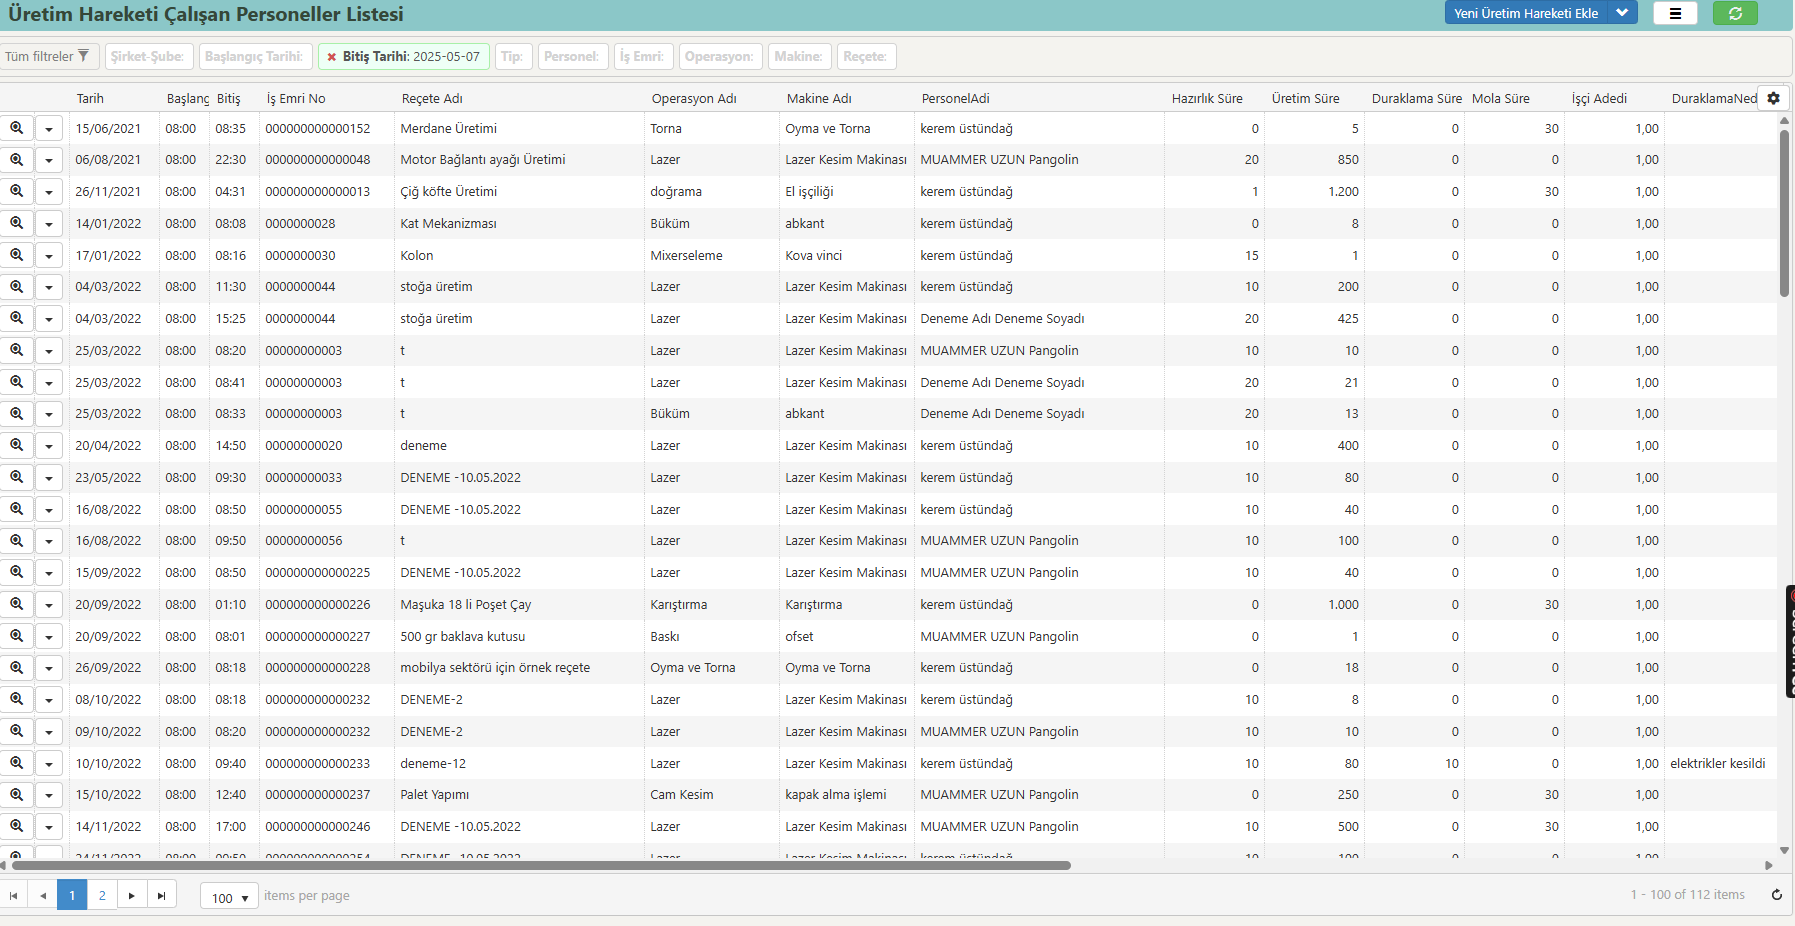 Üretim Hareketi Çalışan Personeller Listesi
Yeni Üretim Hareketi Ekle
Tüm filtreler Şirket-Şube: Başlangıç Tarihi: Bitiş Tarihi: 2025-05-07 Tip: Personel: İş Emri: Operasyon: Makine: Reçete:
Tarih Başlanç Bitiş İş Emri No Reçete Adı Operasyon Adı Makine Adı PersonelAdi Hazırlık Süre Üretim Süre Duraklama Süre Mola Süre İşçi Adedi DuraklamaNed
15/06/2021 08:00 08:35 000000000000152 Merdane Üretimi Torna Oyma ve Torna kerem üstündağ 0 5 0 30 1,00
06/08/2021 08:00 22:30 000000000000048 Motor Bağlantı ayağı Üretimi Lazer Lazer Kesim Makinası MUAMMER UZUN Pangolin 20 850 0 0 1,00
26/11/2021 08:00 04:31 000000000000013 Çiğ köfte Üretimi doğrama El işçiliği kerem üstündağ 1 1.200 0 30 1,00
14/01/2022 08:00 08:08 0000000028 Kat Mekanizması Büküm abkant kerem üstündağ 0 8 0 0 1,00
17/01/2022 08:00 08:16 0000000030 Kolon Mixerseleme Kova vinci kerem üstündağ 15 1 0 0 1,00
04/03/2022 08:00 11:30 0000000044 stoğa üretim Lazer Lazer Kesim Makinası kerem üstündağ 10 200 0 0 1,00
04/03/2022 08:00 15:25 0000000044 stoğa üretim Lazer Lazer Kesim Makinası Deneme Adı Deneme Soyadı 20 425 0 0 1,00
25/03/2022 08:00 08:20 00000000003 t Lazer Lazer Kesim Makinası MUAMMER UZUN Pangolin 10 10 0 0 1,00
25/03/2022 08:00 08:41 00000000003 t Lazer Lazer Kesim Makinası Deneme Adı Deneme Soyadı 20 21 0 0 1,00
25/03/2022 08:00 08:33 00000000003 t Büküm abkant Deneme Adı Deneme Soyadı 20 13 0 0 1,00
20/04/2022 08:00 14:50 00000000020 deneme Lazer Lazer Kesim Makinası kerem üstündağ 10 400 0 0 1,00
23/05/2022 08:00 09:30 00000000033 DENEME -10.05.2022 Lazer Lazer Kesim Makinası kerem üstündağ 10 80 0 0 1,00
16/08/2022 08:00 08:50 00000000055 DENEME -10.05.2022 Lazer Lazer Kesim Makinası kerem üstündağ 10 40 0 0 1,00
16/08/2022 08:00 09:50 00000000056 t Lazer Lazer Kesim Makinası MUAMMER UZUN Pangolin 10 100 0 0 1,00
15/09/2022 08:00 08:50 000000000000225 DENEME -10.05.2022 Lazer Lazer Kesim Makinası MUAMMER UZUN Pangolin 10 40 0 0 1,00
20/09/2022 08:00 01:10 000000000000226 Maşuka 18 li Poşet Çay Karıştırma Karıştırma kerem üstündağ 0 1.000 0 30 1,00
20/09/2022 08:00 08:01 000000000000227 500 gr baklava kutusu Baskı ofset MUAMMER UZUN Pangolin 0 1 0 0 1,00
26/09/2022 08:00 08:18 000000000000228 mobilya sektörü için örnek reçete Oyma ve Torna Oyma ve Torna kerem üstündağ 0 18 0 0 1,00
08/10/2022 08:00 08:18 000000000000232 DENEME-2 Lazer Lazer Kesim Makinası kerem üstündağ 10 8 0 0 1,00
09/10/2022 08:00 08:20 000000000000232 DENEME-2 Lazer Lazer Kesim Makinası MUAMMER UZUN Pangolin 10 10 0 0 1,00
10/10/2022 08:00 09:40 000000000000233 deneme-12 Lazer Lazer Kesim Makinası kerem üstündağ 10 80 10 0 1,00 elektrikler kesildi
15/10/2022 08:00 12:40 000000000000237 Palet Yapımı Cam Kesim kapak alma işlemi MUAMMER UZUN Pangolin 0 250 0 30 1,00
14/11/2022 08:00 17:00 000000000000246 DENEME -10.05.2022 Lazer Lazer Kesim Makinası MUAMMER UZUN Pangolin 10 500 0 30 1,00
1 2 100 items per page 1 - 100 of 112 items